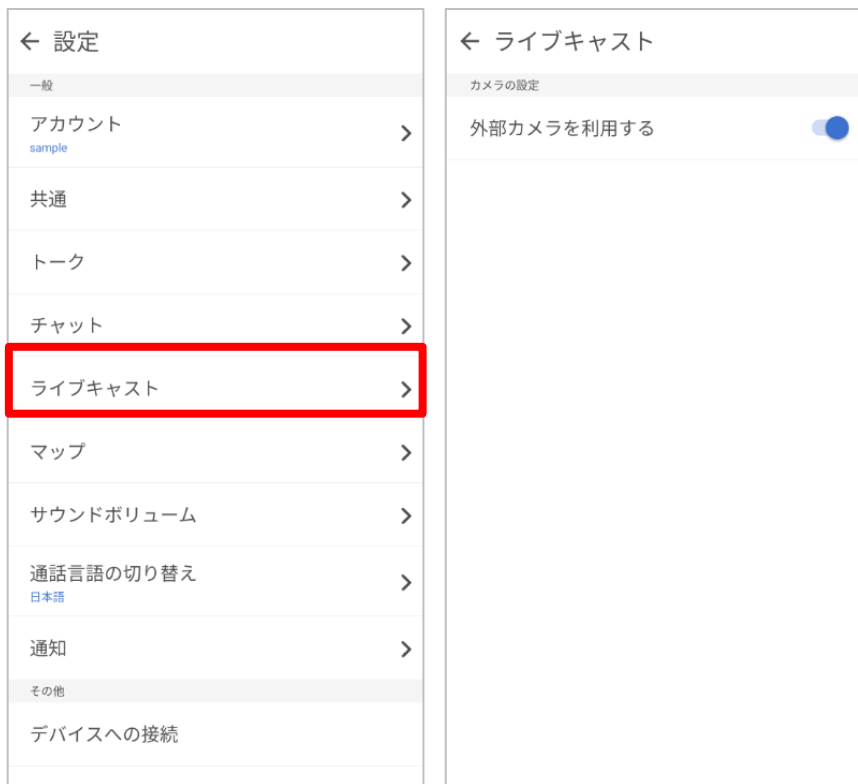 設定
一般
アカウント
sample
共通
トーク
チャット
ライブキャスト
マップ
サウンドボリューム
通話言語の切り替え
日本語
通知
その他
デバイスへの接続
ライブキャスト
カメラの設定
外部カメラを利用する